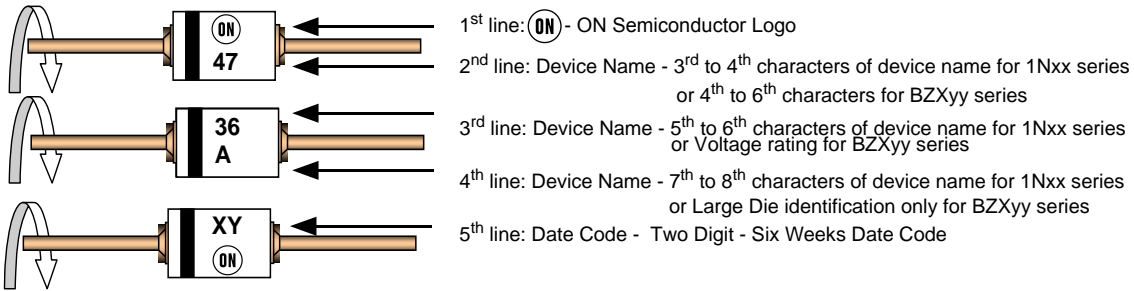 ON
47
36
A
XY
ON
1st line: ON - ON Semiconductor Logo
2nd line: Device Name - 3rd to 4th characters of device name for 1Nxx series
or 4th to 6th characters for BZXyy series
3rd line: Device Name - 5th to 6th characters of device name for 1Nxx series
or Voltage rating for BZXyy series
4th line: Device Name - 7th to 8th characters of device name for 1Nxx series
or Large Die identification only for BZXyy series
5th line: Date Code - Two Digit - Six Weeks Date Code